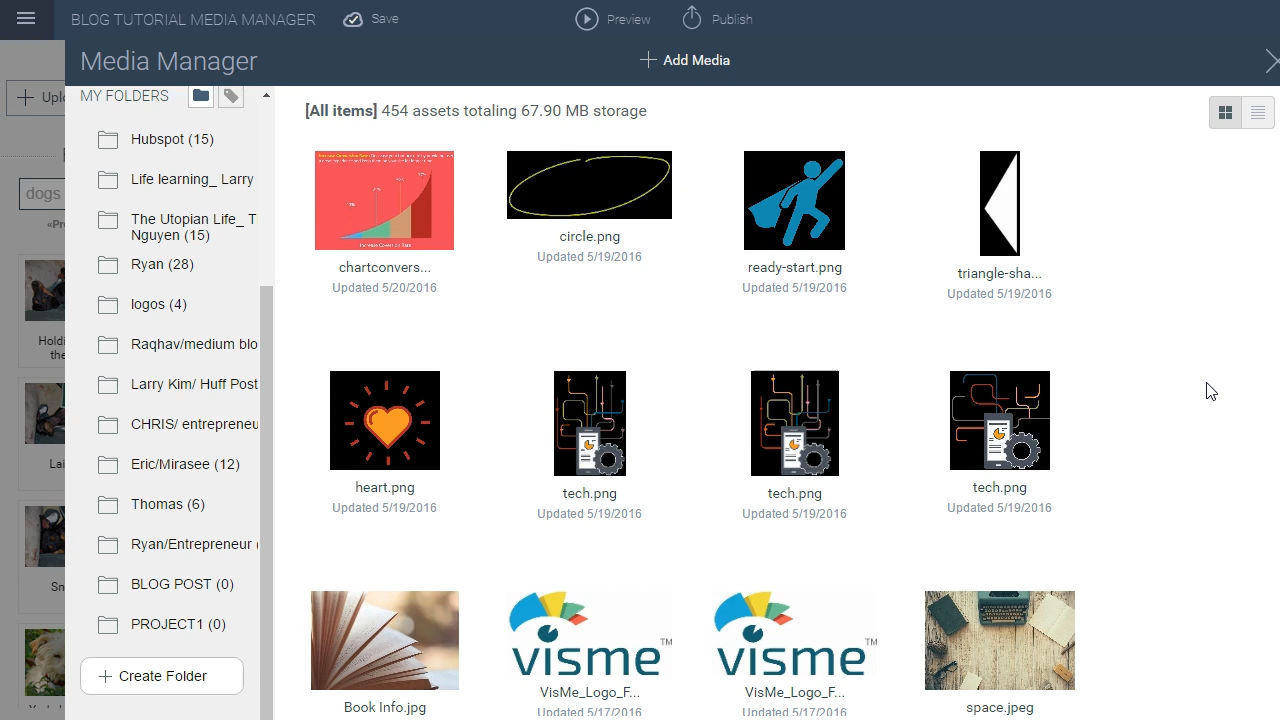 BLOG TUTORIAL MEDIA MANAGER
Save
Preview
Publish
Media Manager
Add Media
MY FOLDERS
[All items] 454 assets totaling 67.90 MB storage
Hubspot (15)
Life learning_ Larry
The Utopian Life_ T
Nguyen (15)
Ryan (28)
logos (4)
Raqhav/medium blo
Larry Kim/ Huff Post
CHRIS/ entrepreneu
Eric/Mirasee (12)
Thomas (6)
Ryan/Entrepreneur (
BLOG POST (0)
PROJECT1 (0)
Create Folder
dogs
Increase Coversion Rate
chartconvers...
Updated 5/20/2016
circle.png
Updated 5/19/2016
ready-start.png
Updated 5/19/2016
triangle-sha...
Updated 5/19/2016
heart.png
Updated 5/19/2016
tech.png
Updated 5/19/2016
tech.png
Updated 5/19/2016
tech.png
Updated 5/19/2016
Book Info.jpg
visme TM
VisMe_Logo_F...
Updated 5/17/2016
visme TM
VisMe_Logo_F...
Updated 5/17/2016
space.jpeg